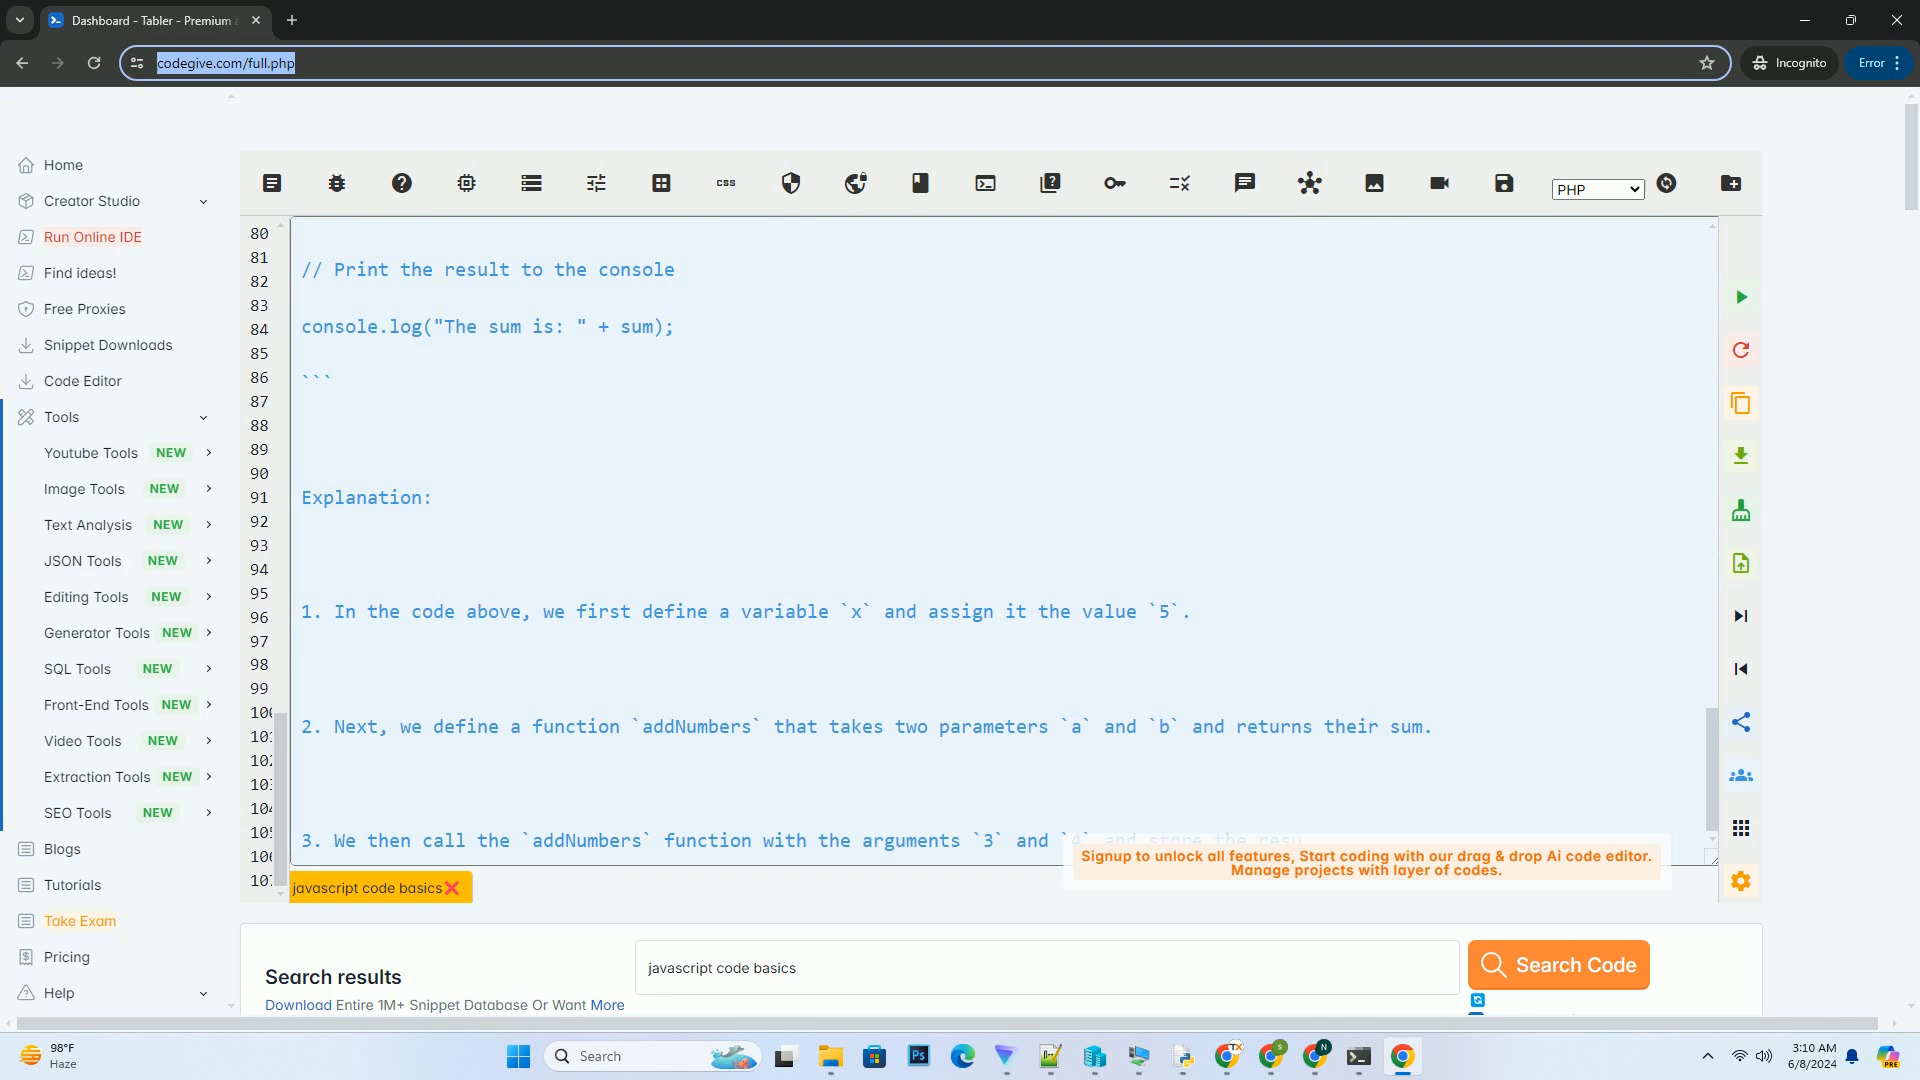 Dashboard - Tabler - Premium
codegive.com/full.php
Incognito
Error
Home
Creator Studio
Run Online IDE
Find ideas!
Free Proxies
Snippet Downloads
Code Editor
Tools
Youtube Tools NEW
Image Tools NEW
Text Analysis NEW
JSON Tools NEW
Editing Tools NEW
Generator Tools NEW
SQL Tools NEW
Front-End Tools NEW
Video Tools NEW
Extraction Tools NEW
SEO Tools NEW
Blogs
Tutorials
Take Exam
Pricing
Help
css
PHP
80
81
82
83
84
85
86
87
88
89
90
91
92
93
94
95
96
97
98
99
// Print the result to the console
console.log("The sum is: " + sum);
```
Explanation:
1. In the code above, we first define a variable `x` and assign it the value `5`.
2. Next, we define a function `addNumbers` that takes two parameters `a` and `b` and returns their sum.
3. We then call the `addNumbers` function with the arguments `3` and `4` and store the resu
Signup to unlock all features, Start coding with our drag & drop Ai code editor.
Manage projects with layer of codes.
javascript code basics
Search results
Download Entire 1M+ Snippet Database Or Want More
javascript code basics
Search Code
98°F
Haze
Search
3:10 AM
6/8/2024